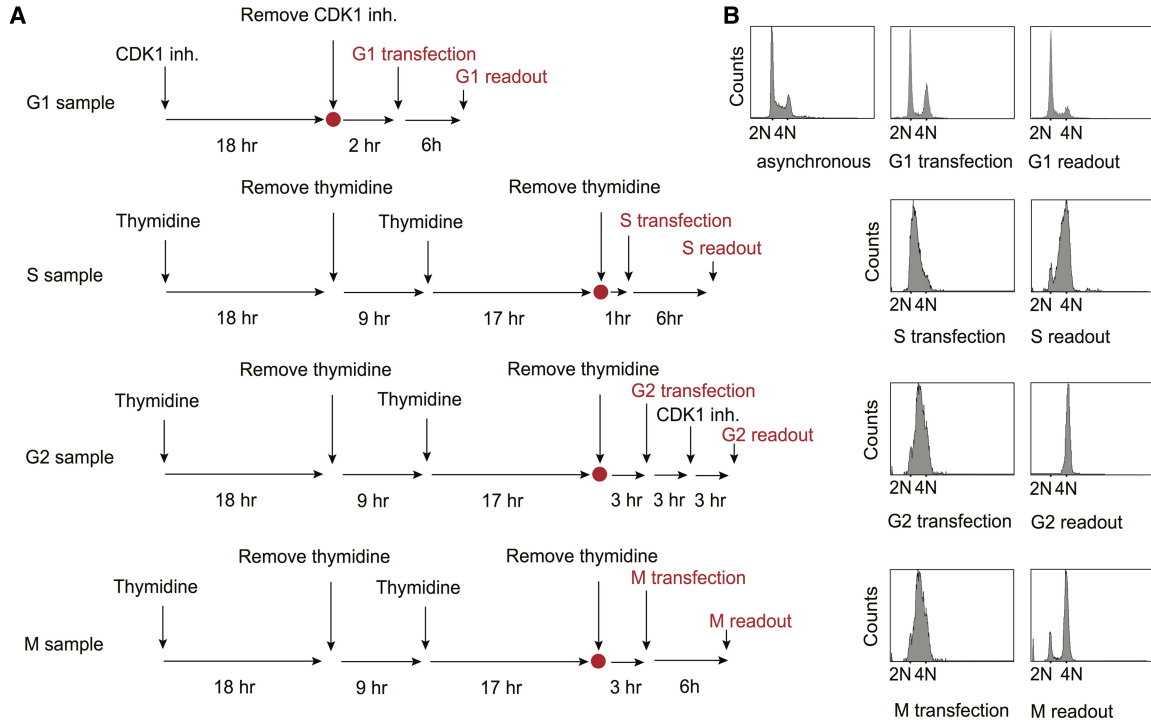 A
Remove CDK1 inh.
CDK1 inh.
G1 transfection
G1 readout
G1 sample
18 hr
2 hr
6h
Remove thymidine
Remove thymidine
Thymidine
Thymidine
S transfection
S readout
S sample
18 hr
9 hr
17 hr
1hr
6hr
Remove thymidine
Remove thymidine
Thymidine
Thymidine
G2 transfection
CDK1 inh.
G2 readout
G2 sample
18 hr
9 hr
17 hr
3 hr
3 hr
3 hr
Remove thymidine
Remove thymidine
Thymidine
Thymidine
M transfection
M readout
M sample
18 hr
9 hr
17 hr
3 hr
6h
B
Counts
2N 4N
2N 4N
2N 4N
asynchronous
G1 transfection
G1 readout
Counts
2N 4N
2N 4N
S transfection
S readout
Counts
2N 4N
2N 4N
G2 transfection
G2 readout
Counts
2N 4N
2N 4N
M transfection
M readout